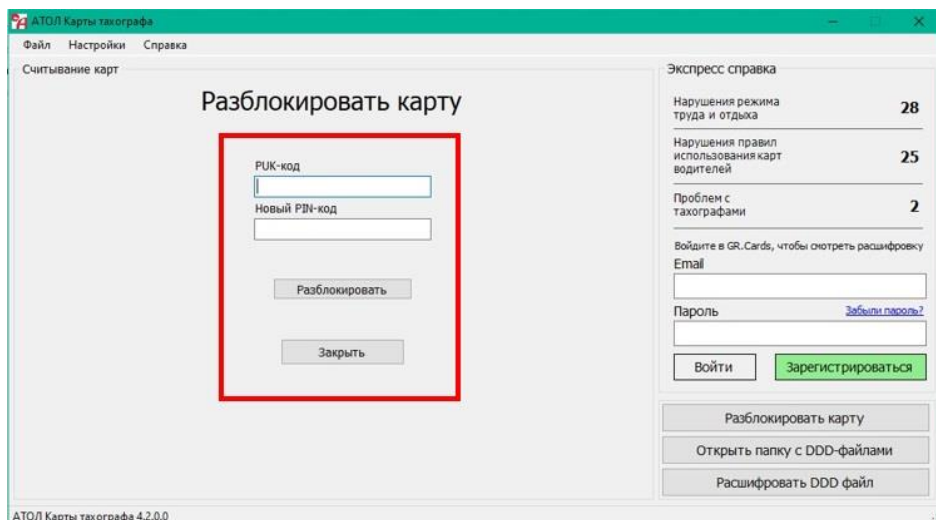 АТОЛ Карты тахографа
Файл Настройки Справка
Считывание карт
Разблокировать карту
PUK-код
Новый PIN-код
Разблокировать
Закрыть
Экспресс справка
Нарушения режима
труда и отдыха
28
Нарушения правил
использования карт
водителей
25
Проблем с
тахографами
2
Войдите в GR.Cards, чтобы смотреть расшифровку
Email
Пароль Забыли пароль?
Войти Зарегистрироваться
Разблокировать карту
Открыть папку с DDD-файлами
Расшифровать DDD файл
АТОЛ Карты тахографа 4.2.0.0